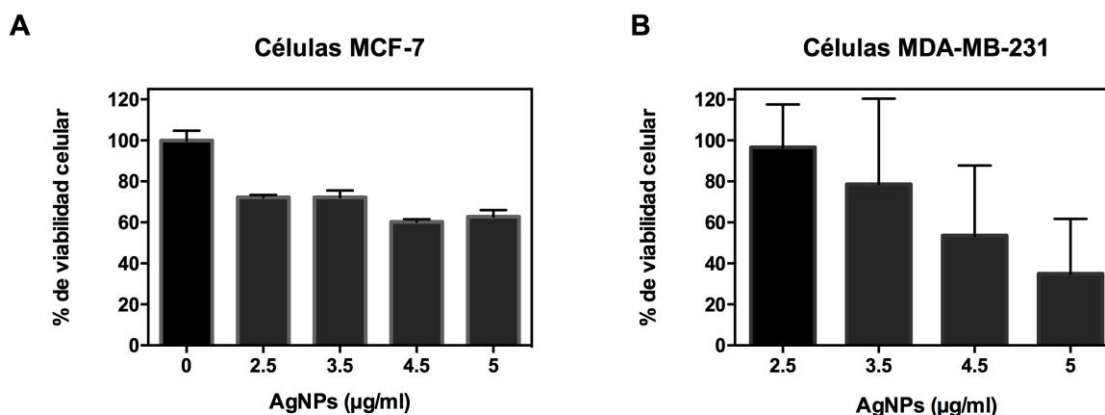 A
Células MCF-7
% de viabilidad celular
120
100
80
60
40
20
0
0 2.5 3.5 4.5 5
AgNPs (µg/ml)
B
Células MDA-MB-231
% de viabilidad celular
120
100
80
60
40
20
0
2.5 3.5 4.5 5
AgNPs (µg/ml)